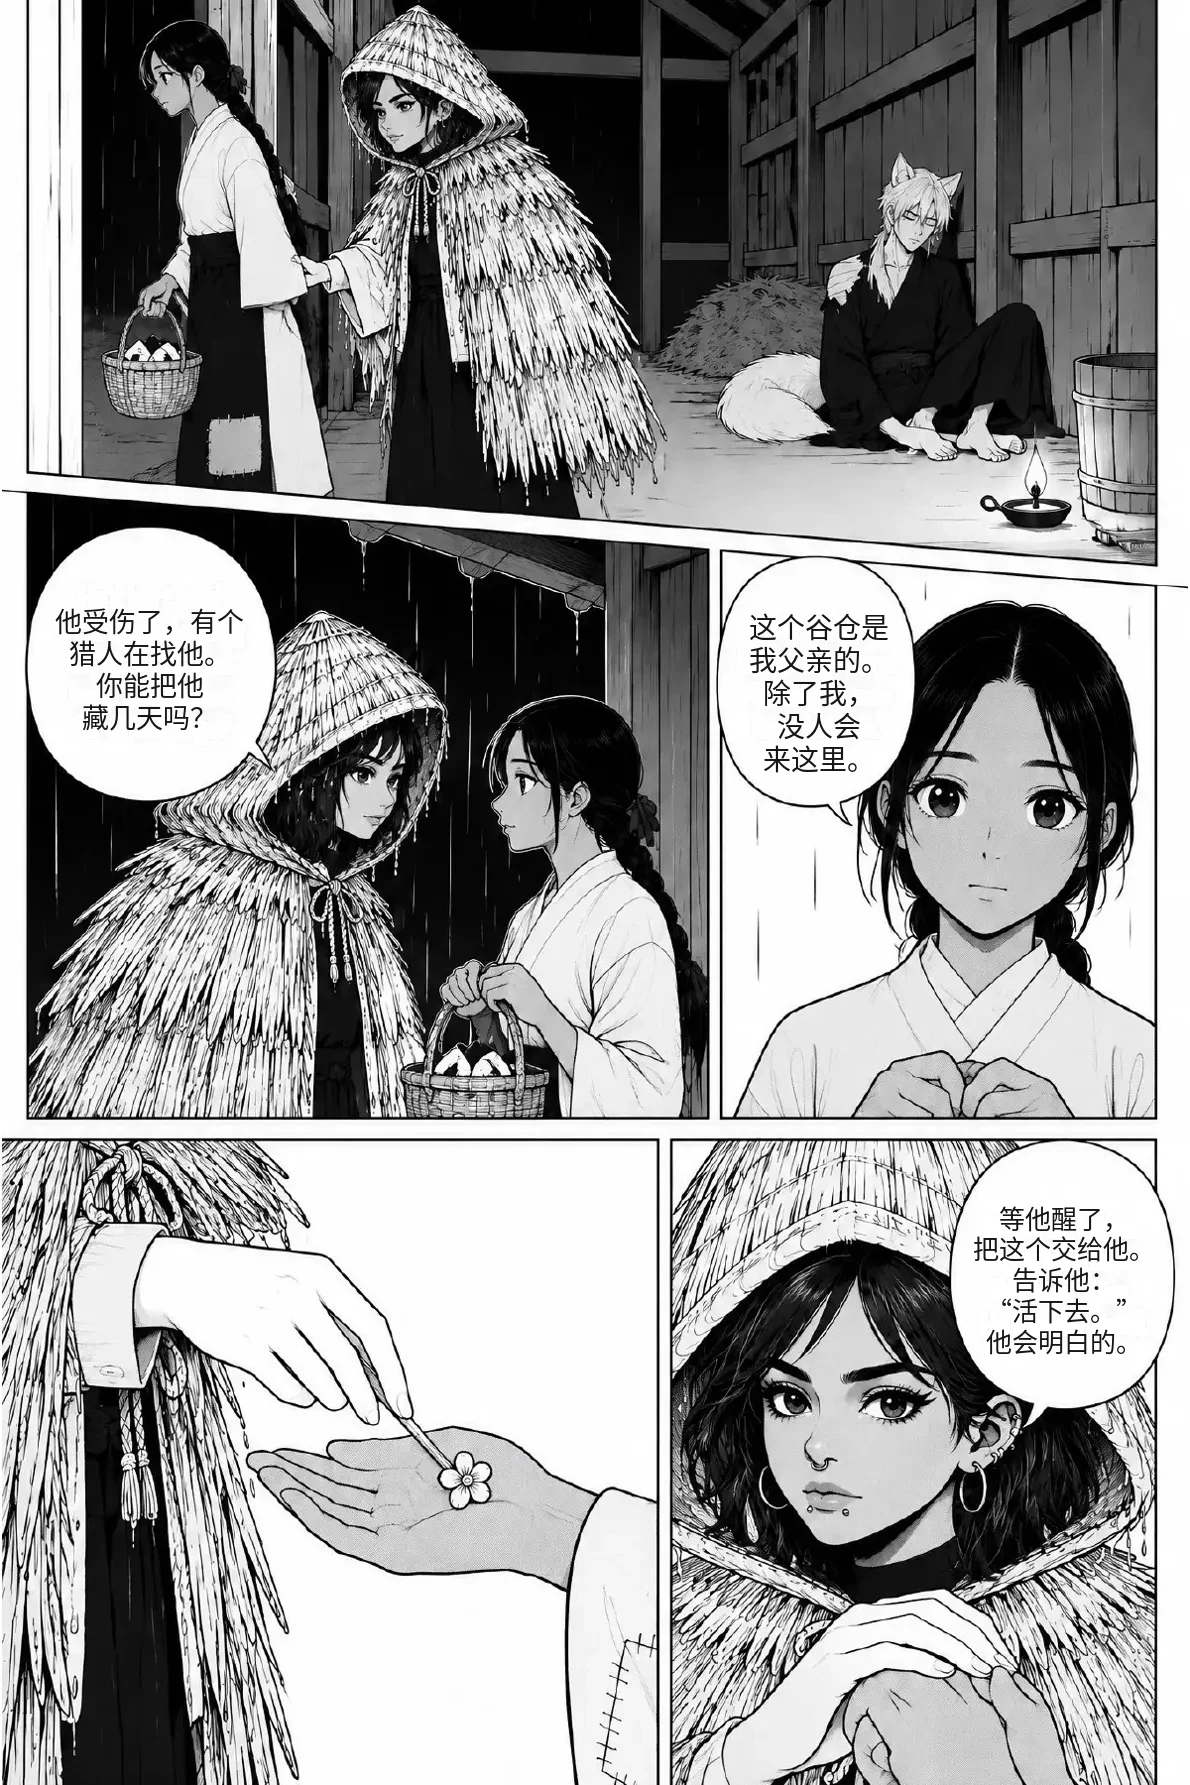 他受伤了，有个
猎人在找他。
你能把他
藏几天吗？
这个谷仓是
我父亲的。
除了我，
没人会
来这里。
等他醒了，
把这个交给他。
告诉他：
“活下去。”
他会明白的。